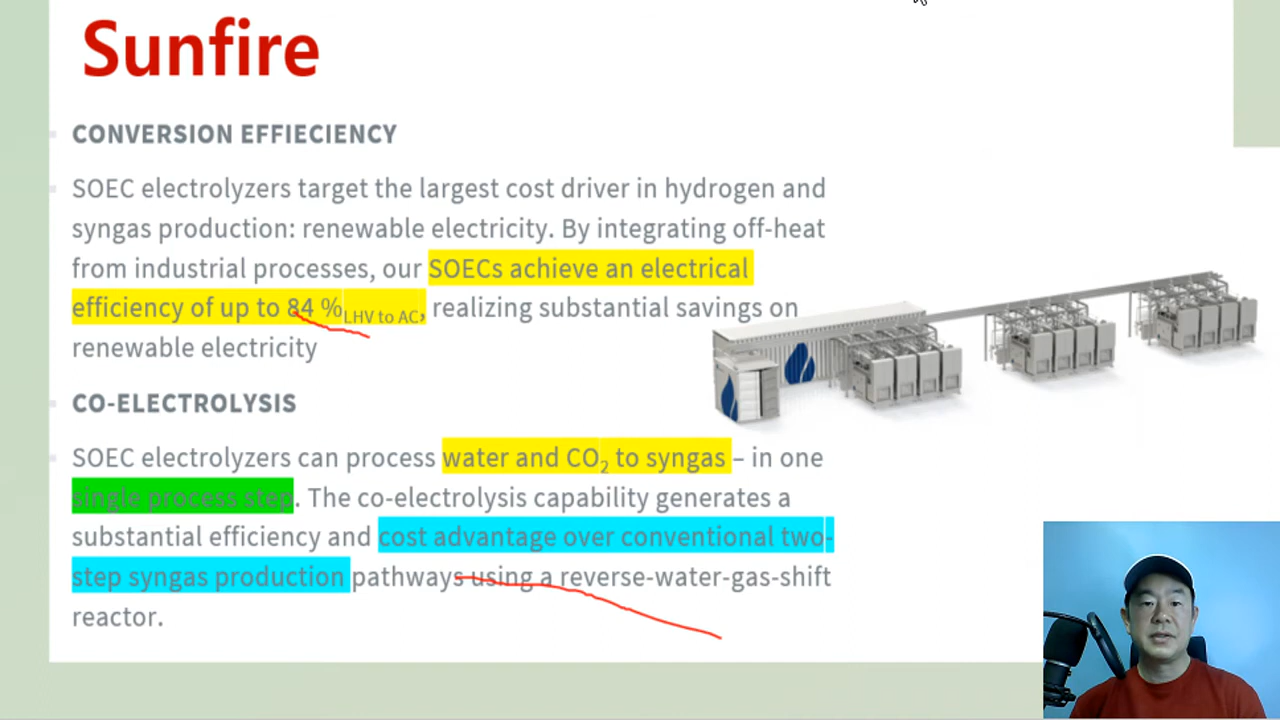 Sunfire
CONVERSION EFFIECIENCY
SOEC electrolyzers target the largest cost driver in hydrogen and
syngas production: renewable electricity. By integrating off-heat
from industrial processes, our SOECs achieve an electrical
efficiency of up to 84 %LHV to AC, realizing substantial savings on
renewable electricity
CO-ELECTROLYSIS
SOEC electrolyzers can process water and CO2 to syngas – in one
single process step. The co-electrolysis capability generates a
substantial efficiency and cost advantage over conventional two-
step syngas production pathways using a reverse-water-gas-shift
reactor.